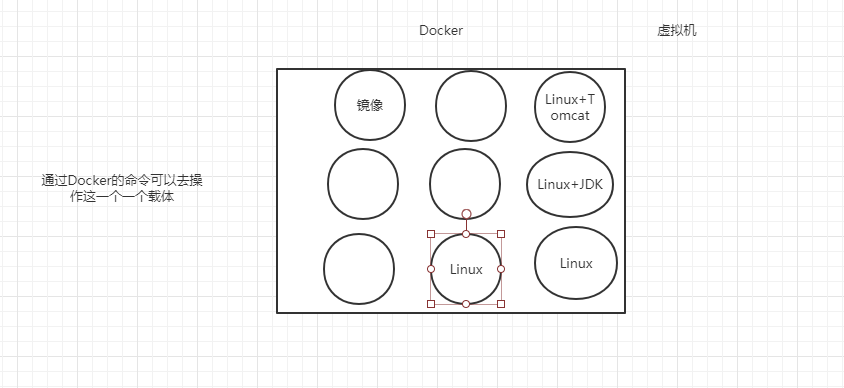 Docker
虚拟机
镜像
Linux+T
omcat
通过Docker的命令可以去操
作这一个一个载体
Linux+JDK
Linux
Linux